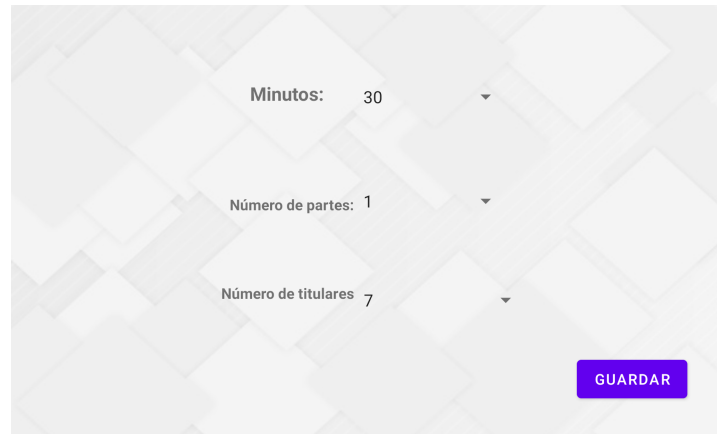 Minutos: 30
Número de partes: 1
Número de titulares 7
GUARDAR